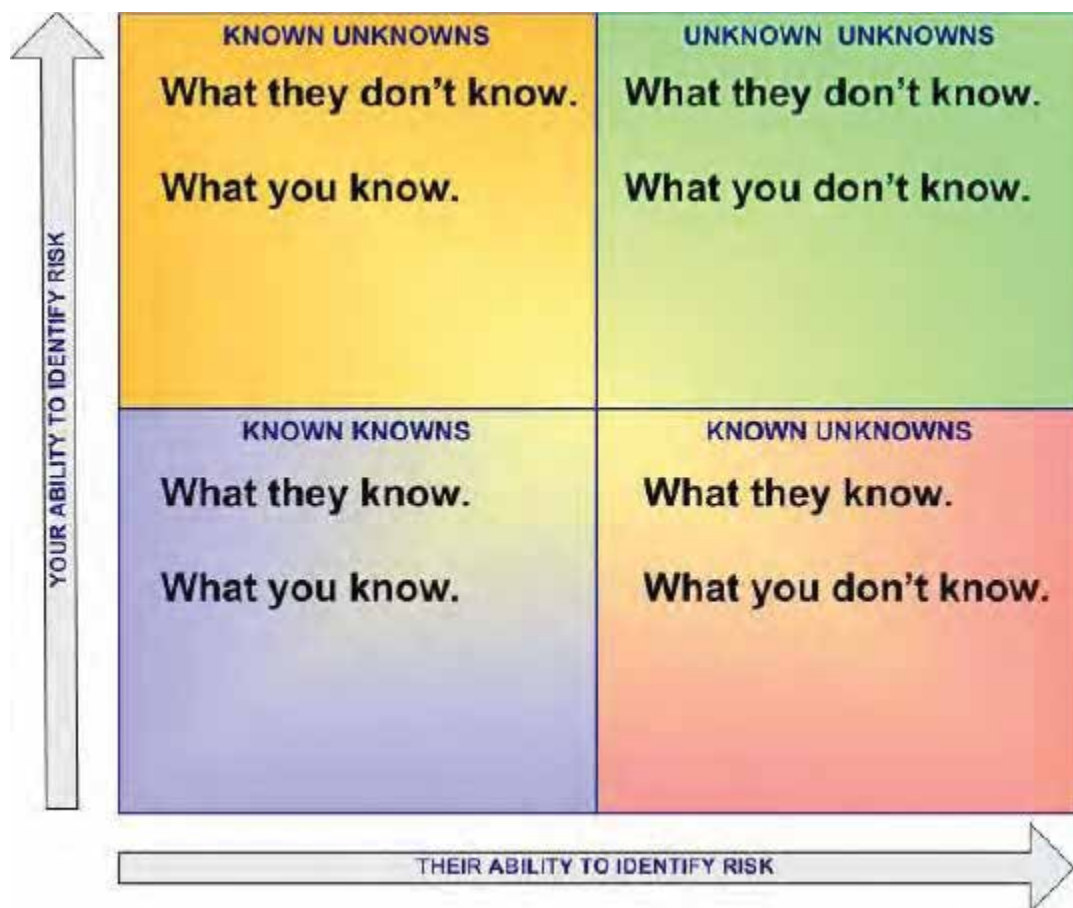 KNOWN UNKNOWNS
What they don't know.
What you know.
UNKNOWN UNKNOWNS
What they don't know.
What you don't know.
KNOWN KNOWNS
What they know.
What you know.
KNOWN UNKNOWNS
What they know.
What you don't know.
YOUR ABILITY TO IDENTIFY RISK
THEIR ABILITY TO IDENTIFY RISK